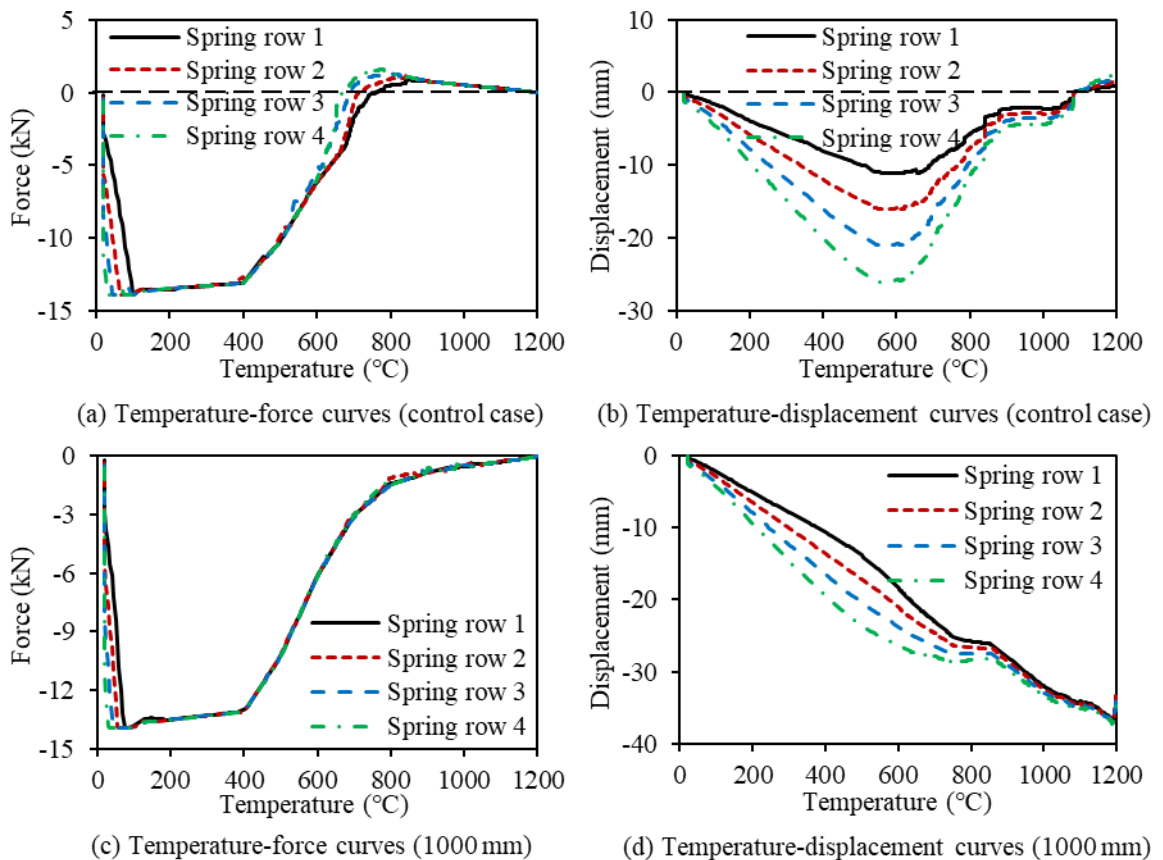 5
0
-5
-10
-15
Force (kN)
Spring row 1
Spring row 2
Spring row 3
Spring row 4
0 200 400 600 800 1000 1200
Temperature (℃)
(a) Temperature-force curves (control case)
10
0
-10
-20
-30
Displacement (mm)
Spring row 1
Spring row 2
Spring row 3
Spring row 4
0 200 400 600 800 1000 1200
Temperature (℃)
(b) Temperature-displacement curves (control case)
0
-3
-6
-9
-12
-15
Force (kN)
Spring row 1
Spring row 2
Spring row 3
Spring row 4
0 200 400 600 800 1000 1200
Temperature (℃)
(c) Temperature-force curves (1000 mm)
0
-10
-20
-30
-40
Displacement (mm)
Spring row 1
Spring row 2
Spring row 3
Spring row 4
0 200 400 600 800 1000 1200
Temperature (℃)
(d) Temperature-displacement curves (1000 mm)